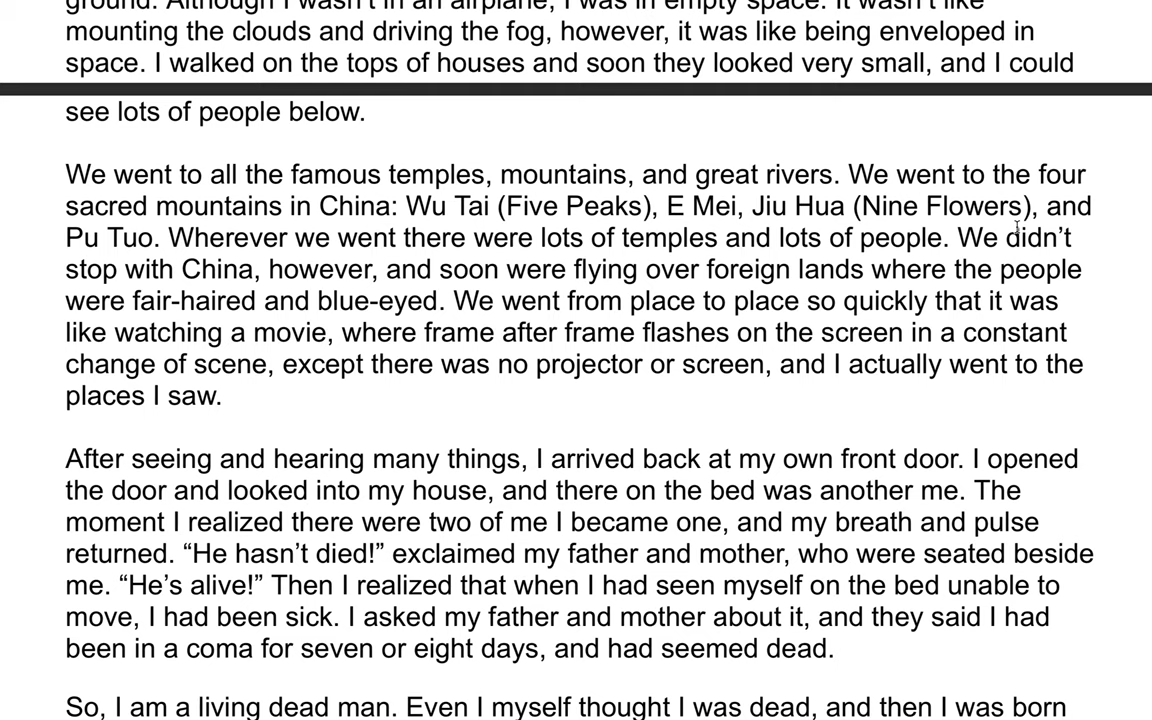 ground. Although I wasn't in an airplane, I was in empty space. It wasn't like
mounting the clouds and driving the fog, however, it was like being enveloped in
space. I walked on the tops of houses and soon they looked very small, and I could
see lots of people below.
We went to all the famous temples, mountains, and great rivers. We went to the four
sacred mountains in China: Wu Tai (Five Peaks), E Mei, Jiu Hua (Nine Flowers), and
Pu Tuo. Wherever we went there were lots of temples and lots of people. We didn’t
stop with China, however, and soon were flying over foreign lands where the people
were fair-haired and blue-eyed. We went from place to place so quickly that it was
like watching a movie, where frame after frame flashes on the screen in a constant
change of scene, except there was no projector or screen, and I actually went to the
places I saw.
After seeing and hearing many things, I arrived back at my own front door. I opened
the door and looked into my house, and there on the bed was another me. The
moment I realized there were two of me I became one, and my breath and pulse
returned. “He hasn’t died!” exclaimed my father and mother, who were seated beside
me. “He’s alive!” Then I realized that when I had seen myself on the bed unable to
move, I had been sick. I asked my father and mother about it, and they said I had
been in a coma for seven or eight days, and had seemed dead.
So, I am a living dead man. Even I myself thought I was dead, and then I was born